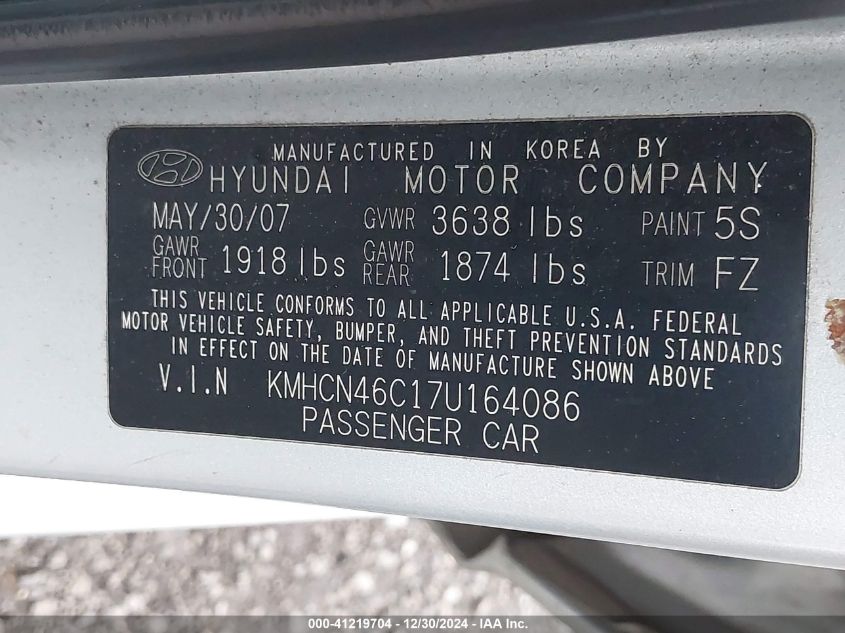 MANUFACTURED IN KOREA BY
HYUNDAI MOTOR COMPANY
MAY/30/07 GVWR 3638 lbs PAINT 5S
GAWR FRONT 1918 lbs GAWR REAR 1874 lbs TRIM FZ
THIS VEHICLE CONFORMS TO ALL APPLICABLE U.S.A. FEDERAL
MOTOR VEHICLE SAFETY, BUMPER, AND THEFT PREVENTION STANDARDS
IN EFFECT ON THE DATE OF MANUFACTURE SHOWN ABOVE
V.I.N KMHCN46C17U164086
PASSENGER CAR
000-41219704 - 12/30/2024 - IAA Inc.